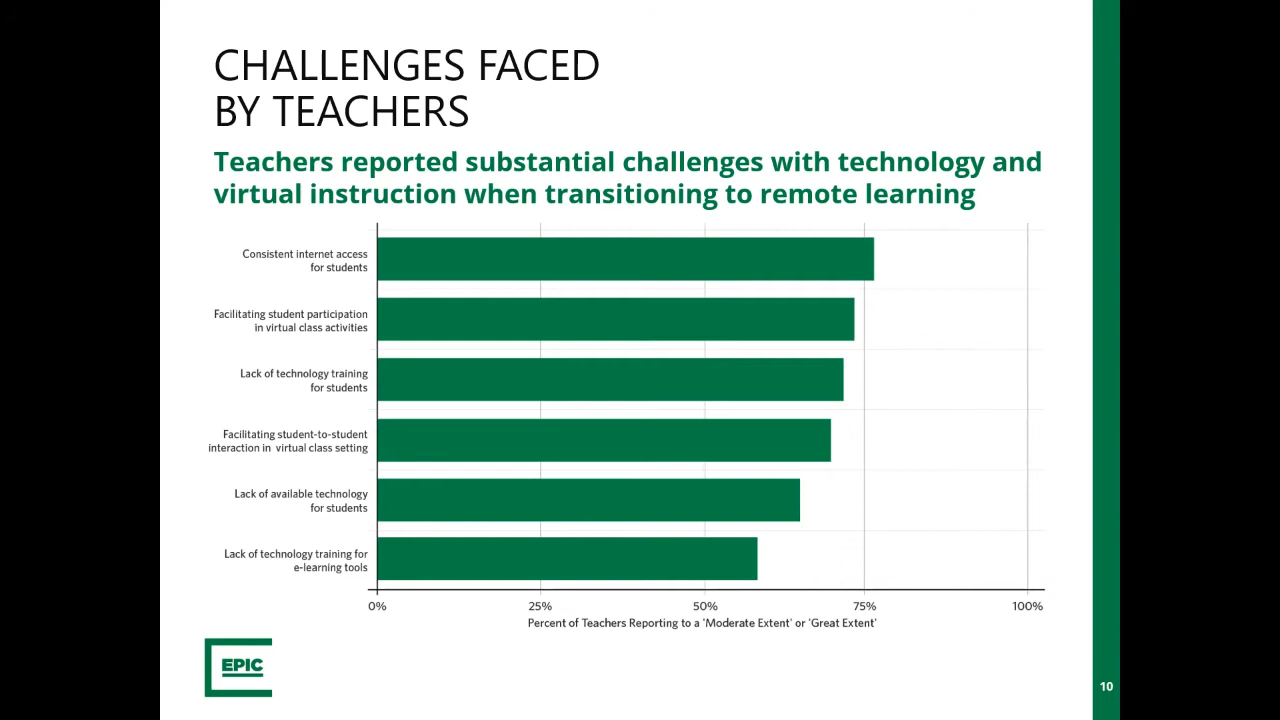 CHALLENGES FACED
BY TEACHERS
Teachers reported substantial challenges with technology and
virtual instruction when transitioning to remote learning
Consistent internet access
for students
Facilitating student participation
in virtual class activities
Lack of technology training
for students
Facilitating student-to-student
interaction in virtual class setting
Lack of available technology
for students
Lack of technology training for
e-learning tools
0% 25% 50% 75% 100%
Percent of Teachers Reporting to a 'Moderate Extent' or 'Great Extent'
EPIC
10